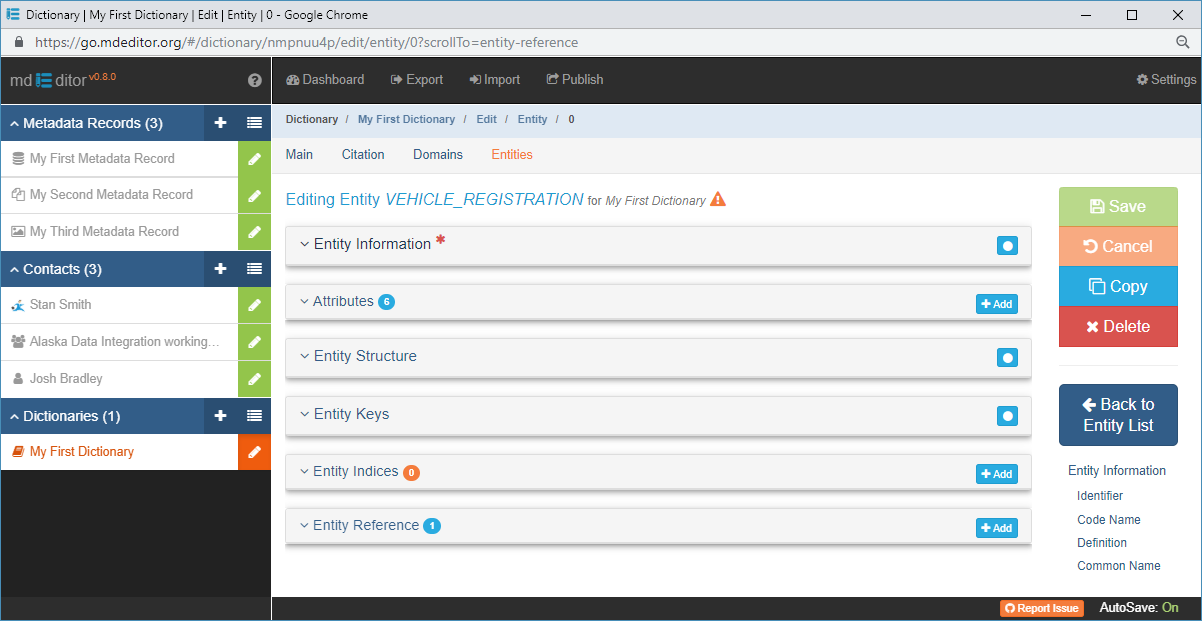 Dictionary | My First Dictionary | Edit | Entity | 0 - Google Chrome
https://go.mdeditor.org/#/dictionary/nmpnuu4p/edit/entity/0?scrollTo=entity-reference
md ditor v0.8.0
Dashboard Export Import Publish Settings
Metadata Records (3)
My First Metadata Record
My Second Metadata Record
My Third Metadata Record
Contacts (3)
Stan Smith
Alaska Data Integration working...
Josh Bradley
Dictionaries (1)
My First Dictionary
Dictionary / My First Dictionary / Edit / Entity / 0
Main Citation Domains Entities
Editing Entity VEHICLE_REGISTRATION for My First Dictionary
Entity Information *
Attributes 6 Add
Entity Structure
Entity Keys
Entity Indices 0 Add
Entity Reference 1 Add
Save
Cancel
Copy
Delete
Back to
Entity List
Entity Information
Identifier
Code Name
Definition
Common Name
Report Issue AutoSave: On